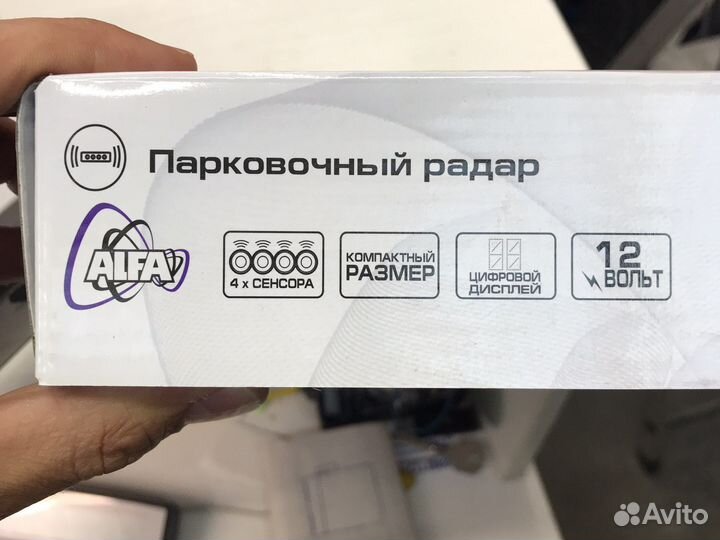 Парковочный радар
ALFA
4 x СЕНСОРА
КОМПАКТНЫЙ
РАЗМЕР
ЦИФРОВОЙ
ДИСПЛЕЙ
12
ВОЛЬТ
Avito